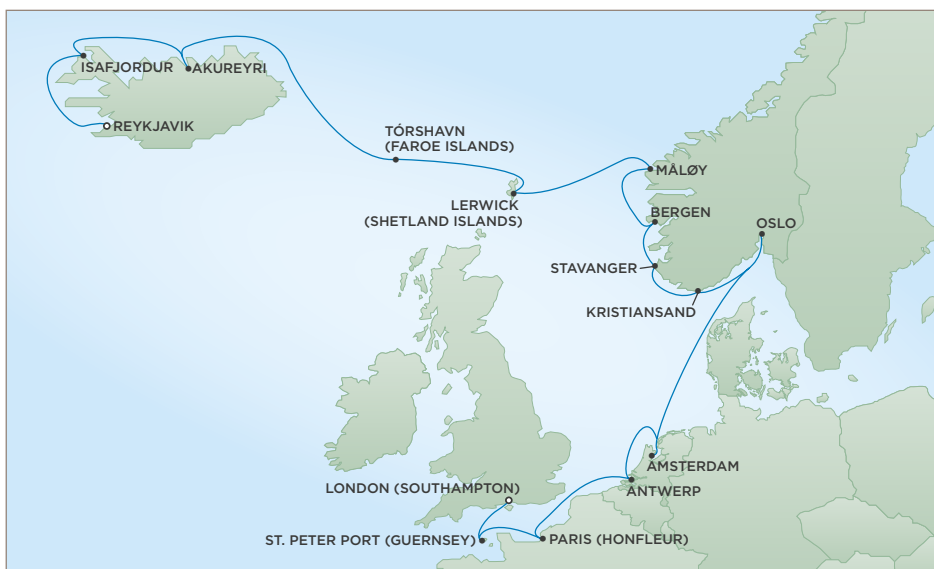 ISAFJORDUR
AKUREYRI
REYKJAVIK
TÓRSHAVN
(FAROE ISLANDS)
LERWICK
(SHETLAND ISLANDS)
MÅLØY
BERGEN
OSLO
STAVANGER
KRISTIANSAND
AMSTERDAM
ANTWERP
LONDON (SOUTHAMPTON)
ST. PETER PORT (GUERNSEY)
PARIS (HONFLEUR)